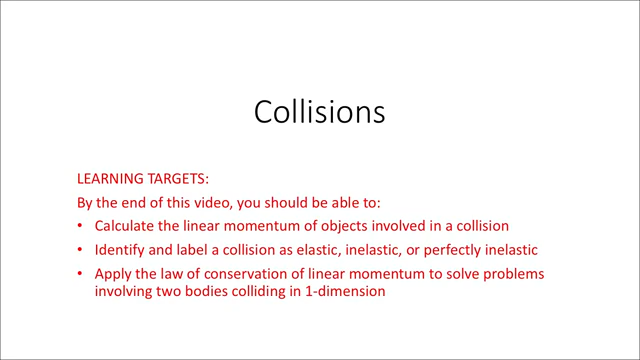 Collisions
LEARNING TARGETS:
By the end of this video, you should be able to:
• Calculate the linear momentum of objects involved in a collision
• Identify and label a collision as elastic, inelastic, or perfectly inelastic
• Apply the law of conservation of linear momentum to solve problems
involving two bodies colliding in 1-dimension